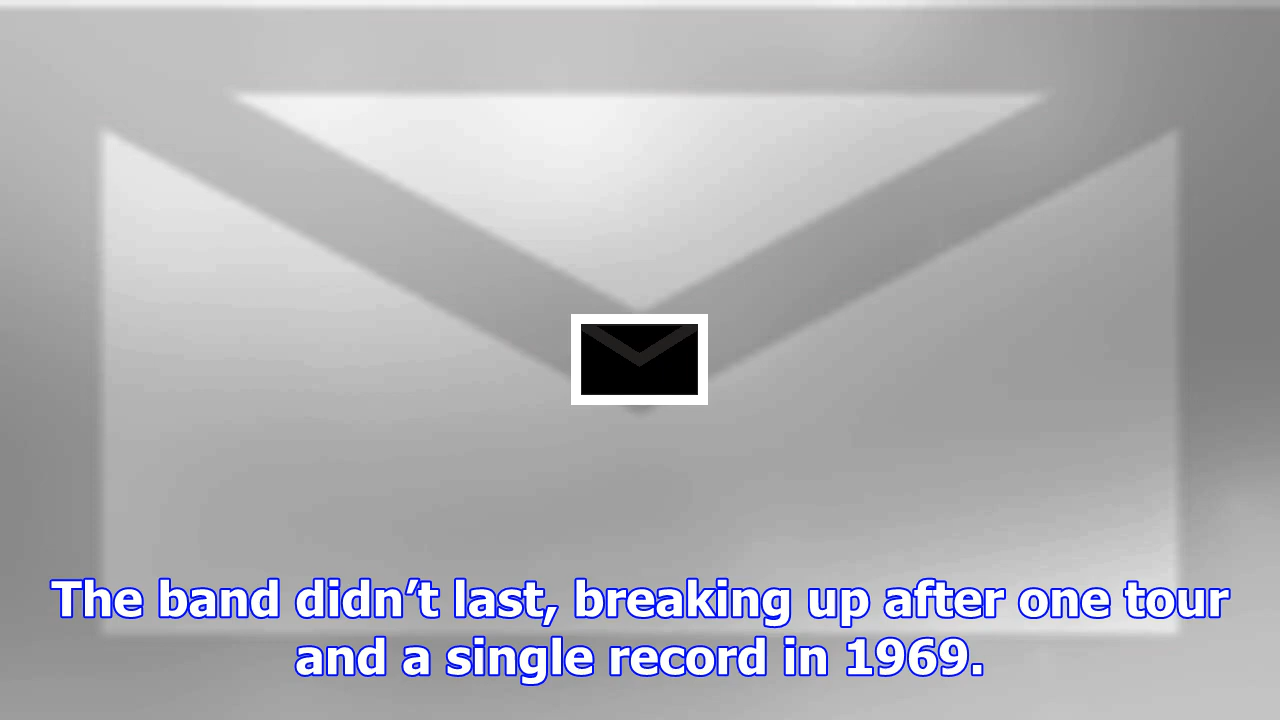 The band didn’t last, breaking up after one tour
and a single record in 1969.